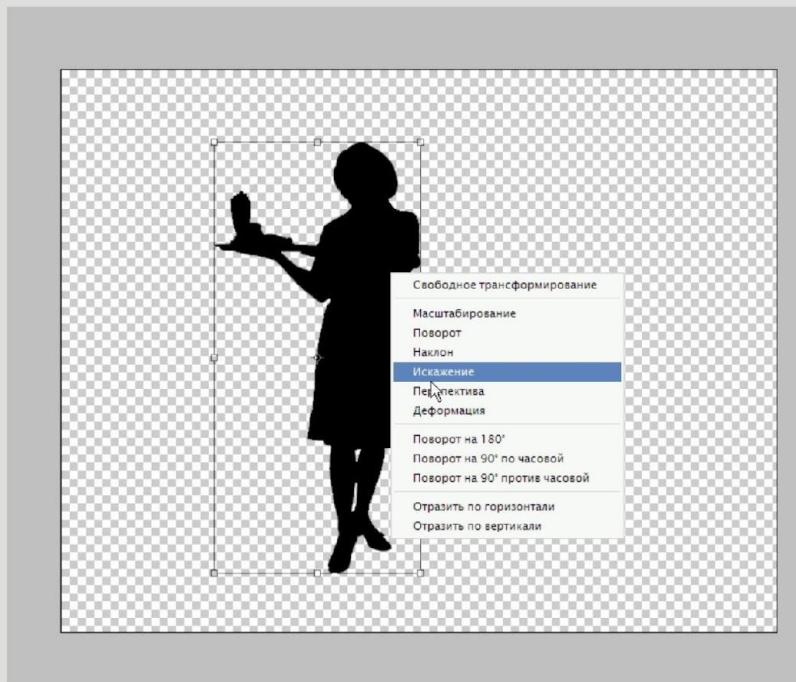 Свободное трансформирование
Масштабирование
Поворот
Наклон
Искажение
Перспектива
Деформация
Поворот на 180°
Поворот на 90° по часовой
Поворот на 90° против часовой
Отразить по горизонтали
Отразить по вертикали